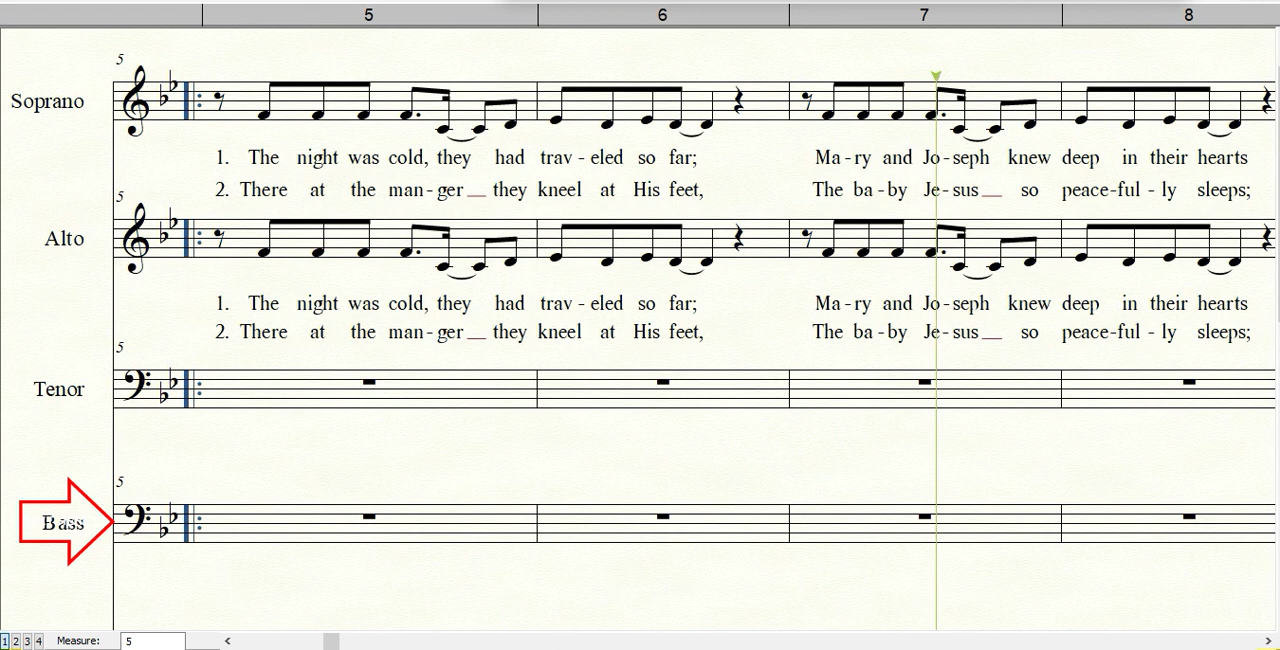 5 6 7 8
5
Soprano
1. The night was cold, they had trav - eled so far; Ma - ry and Jo - seph knew deep in their hearts
2. There at the man - ger __ they kneel at His feet, The ba - by Je - sus __ so peace - ful - ly sleeps;
5
Alto
1. The night was cold, they had trav - eled so far; Ma - ry and Jo - seph knew deep in their hearts
2. There at the man - ger __ they kneel at His feet, The ba - by Je - sus __ so peace - ful - ly sleeps;
5
Tenor
5
Bass
1 2 3 4 Measure: 5